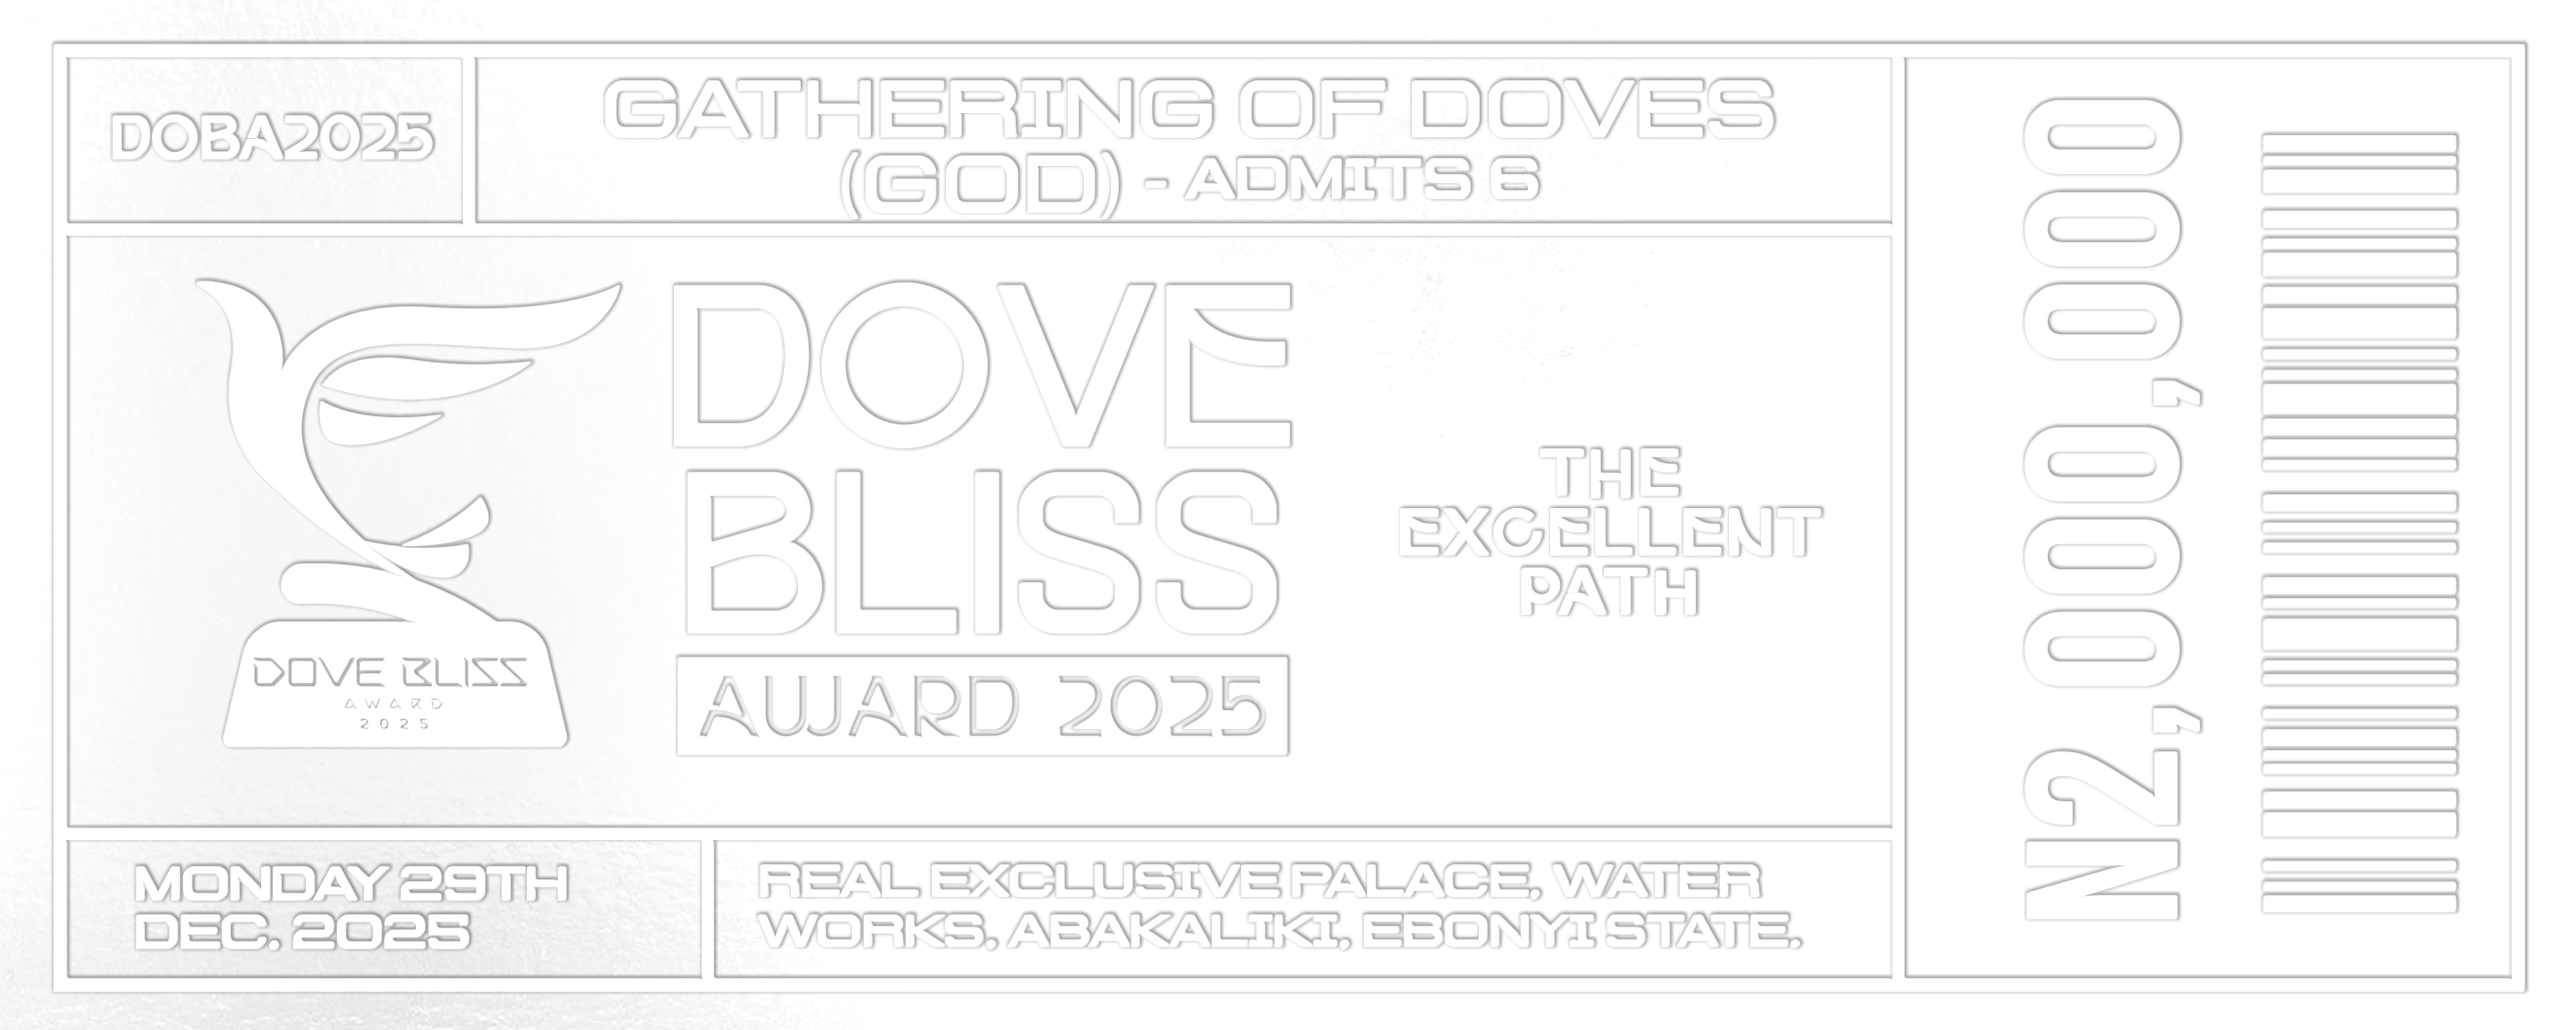 DOBA2025
GATHERING OF DOVES
(GOD) - ADMITS 6
DOVE
BLISS
AWARD 2025
THE
EXCELLENT
PATH
DOVE BLISS
AWARD
2025
MONDAY 29TH
DEC. 2025
REAL EXCLUSIVE PALACE, WATER
WORKS, ABAKALIKI, EBONYI STATE.
N2,000,000